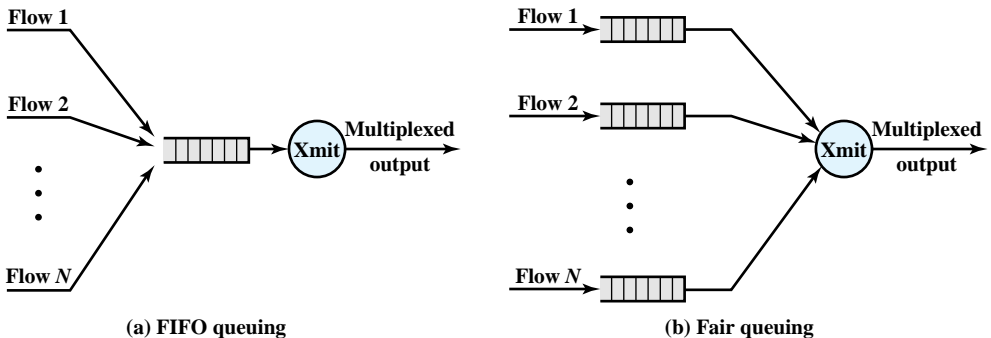 Flow 1
Flow 2
Flow N
Xmit
Multiplexed
output
(a) FIFO queuing
Flow 1
Flow 2
Flow N
Xmit
Multiplexed
output
(b) Fair queuing